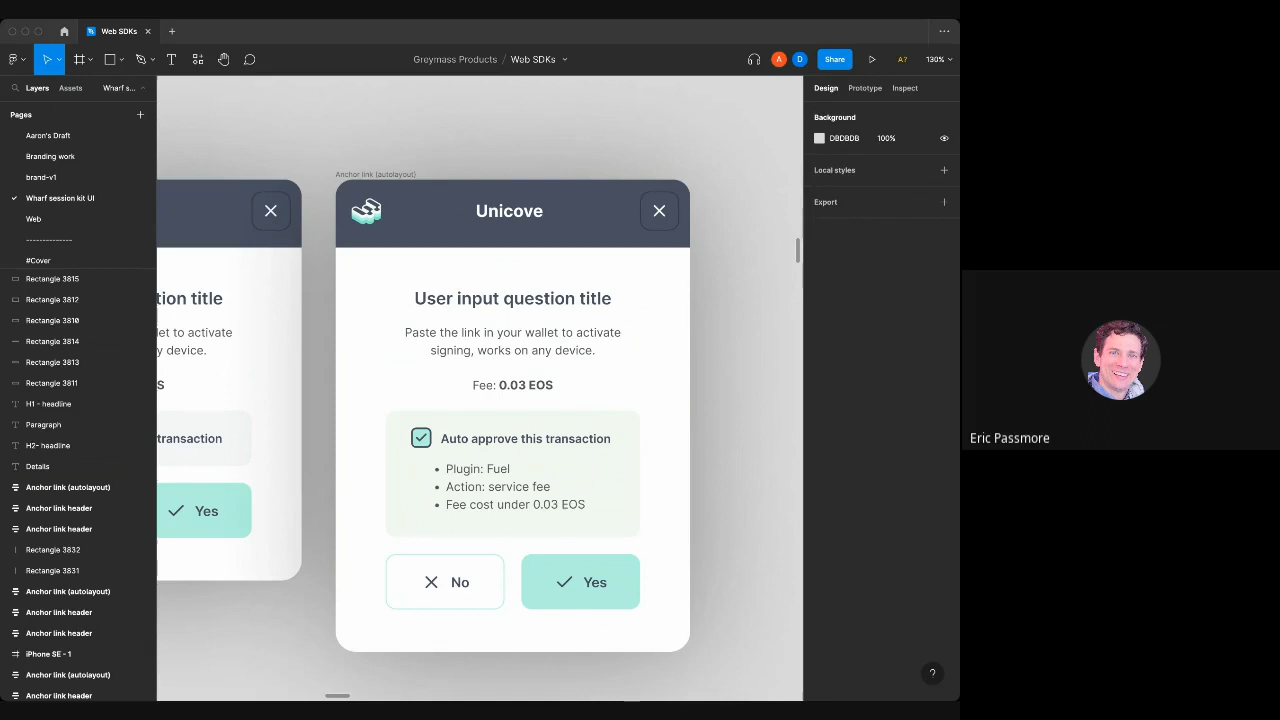 Web SDKs
Greymass Products / Web SDKs
A
D
Share
A?
130%
Layers
Assets
Wharf s...
Pages
Aaron's Draft
Branding work
brand-v1
Wharf session kit UI
Web
--------------
#Cover
Rectangle 3815
Rectangle 3812
Rectangle 3810
Rectangle 3814
Rectangle 3813
Rectangle 3811
H1 - headline
Paragraph
H2- headline
Details
Anchor link (autolayout)
Anchor link header
Anchor link header
Rectangle 3832
Rectangle 3831
Anchor link (autolayout)
Anchor link header
Anchor link header
iPhone SE - 1
Anchor link (autolayout)
Anchor link header
tion title
let to activate
y device.
S
transaction
Yes
Anchor link (autolayout)
Unicove
User input question title
Paste the link in your wallet to activate
signing, works on any device.
Fee: 0.03 EOS
Auto approve this transaction
• Plugin: Fuel
• Action: service fee
• Fee cost under 0.03 EOS
No
Yes
Design
Prototype
Inspect
Background
DBDBDB
100%
Local styles
Export
?
Eric Passmore